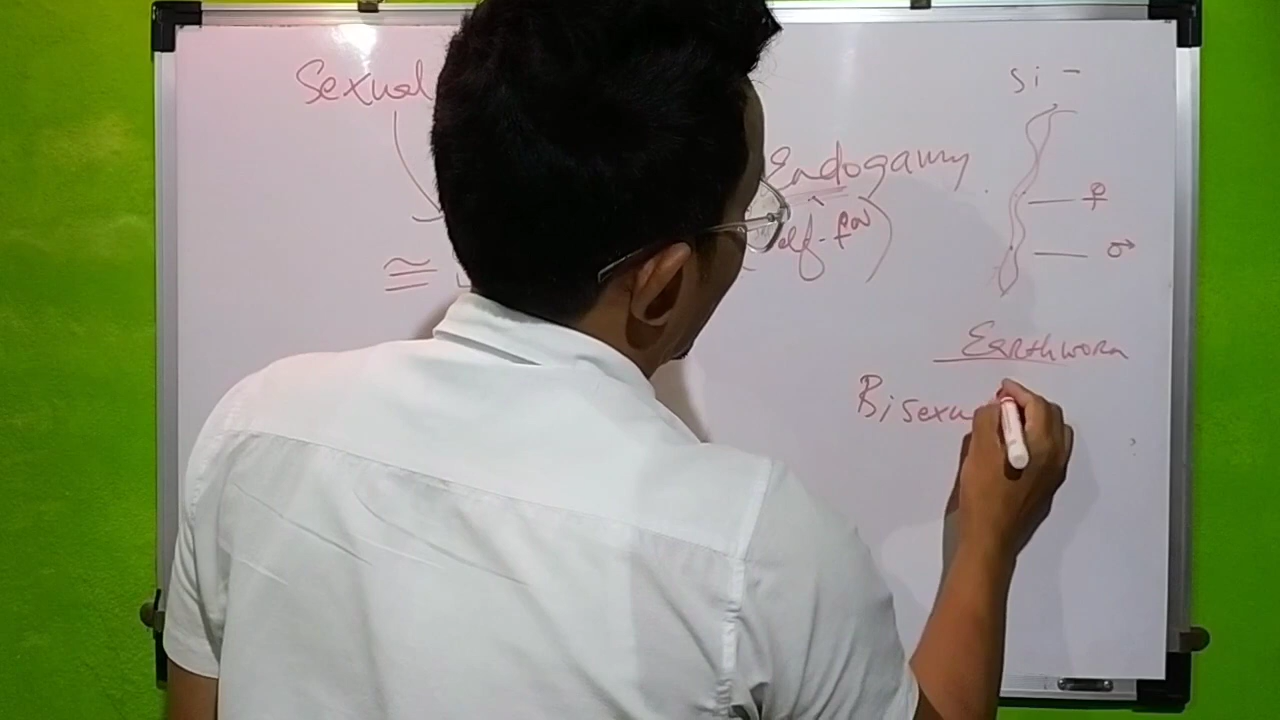 Sexual
Si -
Endogamy
♀
self-fer)
♂
≅
Earthworm
Bisexu